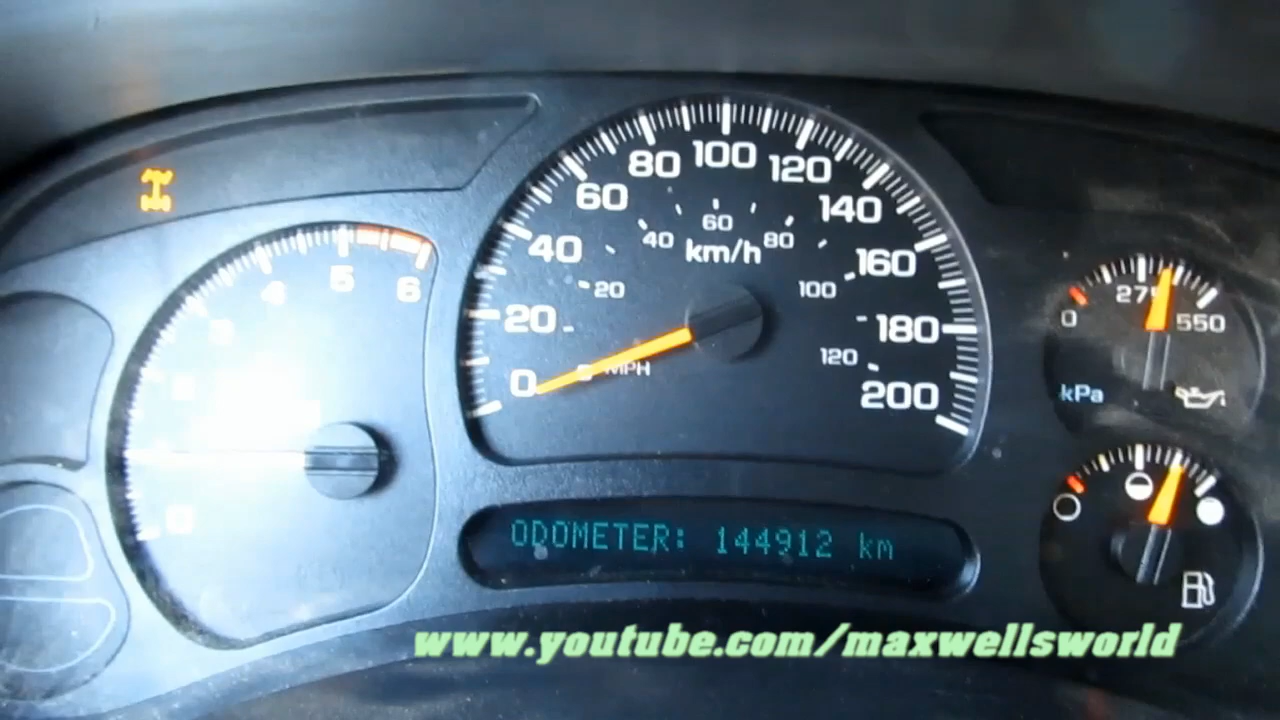 80 100 120
60 140
40 160
20 180
0 200
km/h
20 40 60 80 100 120
MPH
4 5 6
0
275
550
kPa
ODOMETER: 144912 km
www.youtube.com/maxwellsworld